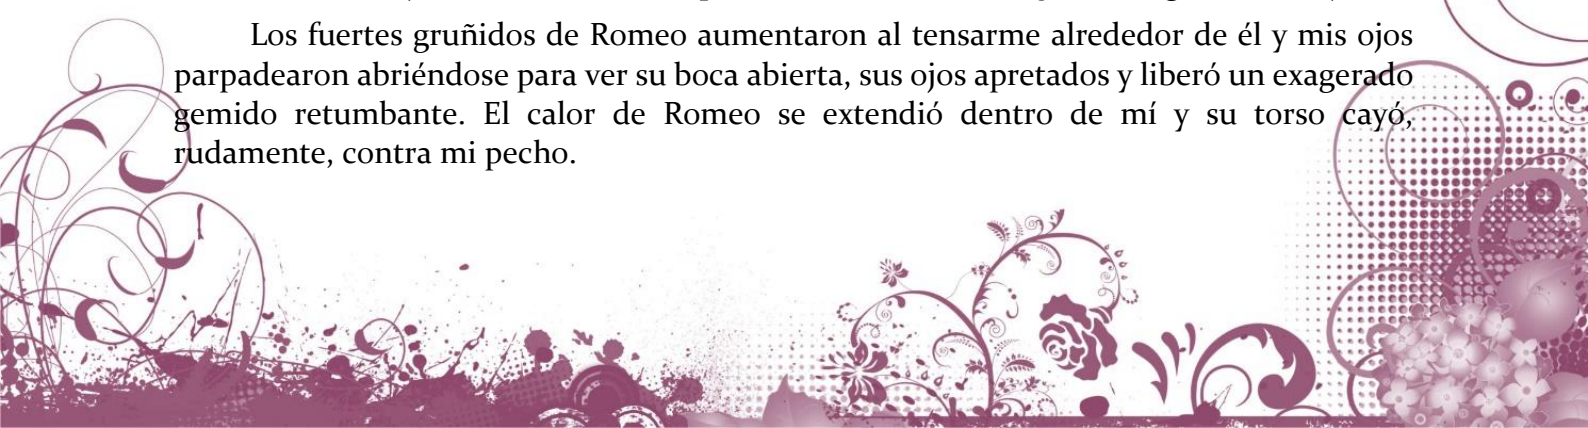 Los fuertes gruñidos de Romeo aumentaron al tensarme alrededor de él y mis ojos
parpadearon abriéndose para ver su boca abierta, sus ojos apretados y liberó un exagerado
gemido retumbante. El calor de Romeo se extendió dentro de mí y su torso cayó,
rudamente, contra mi pecho.